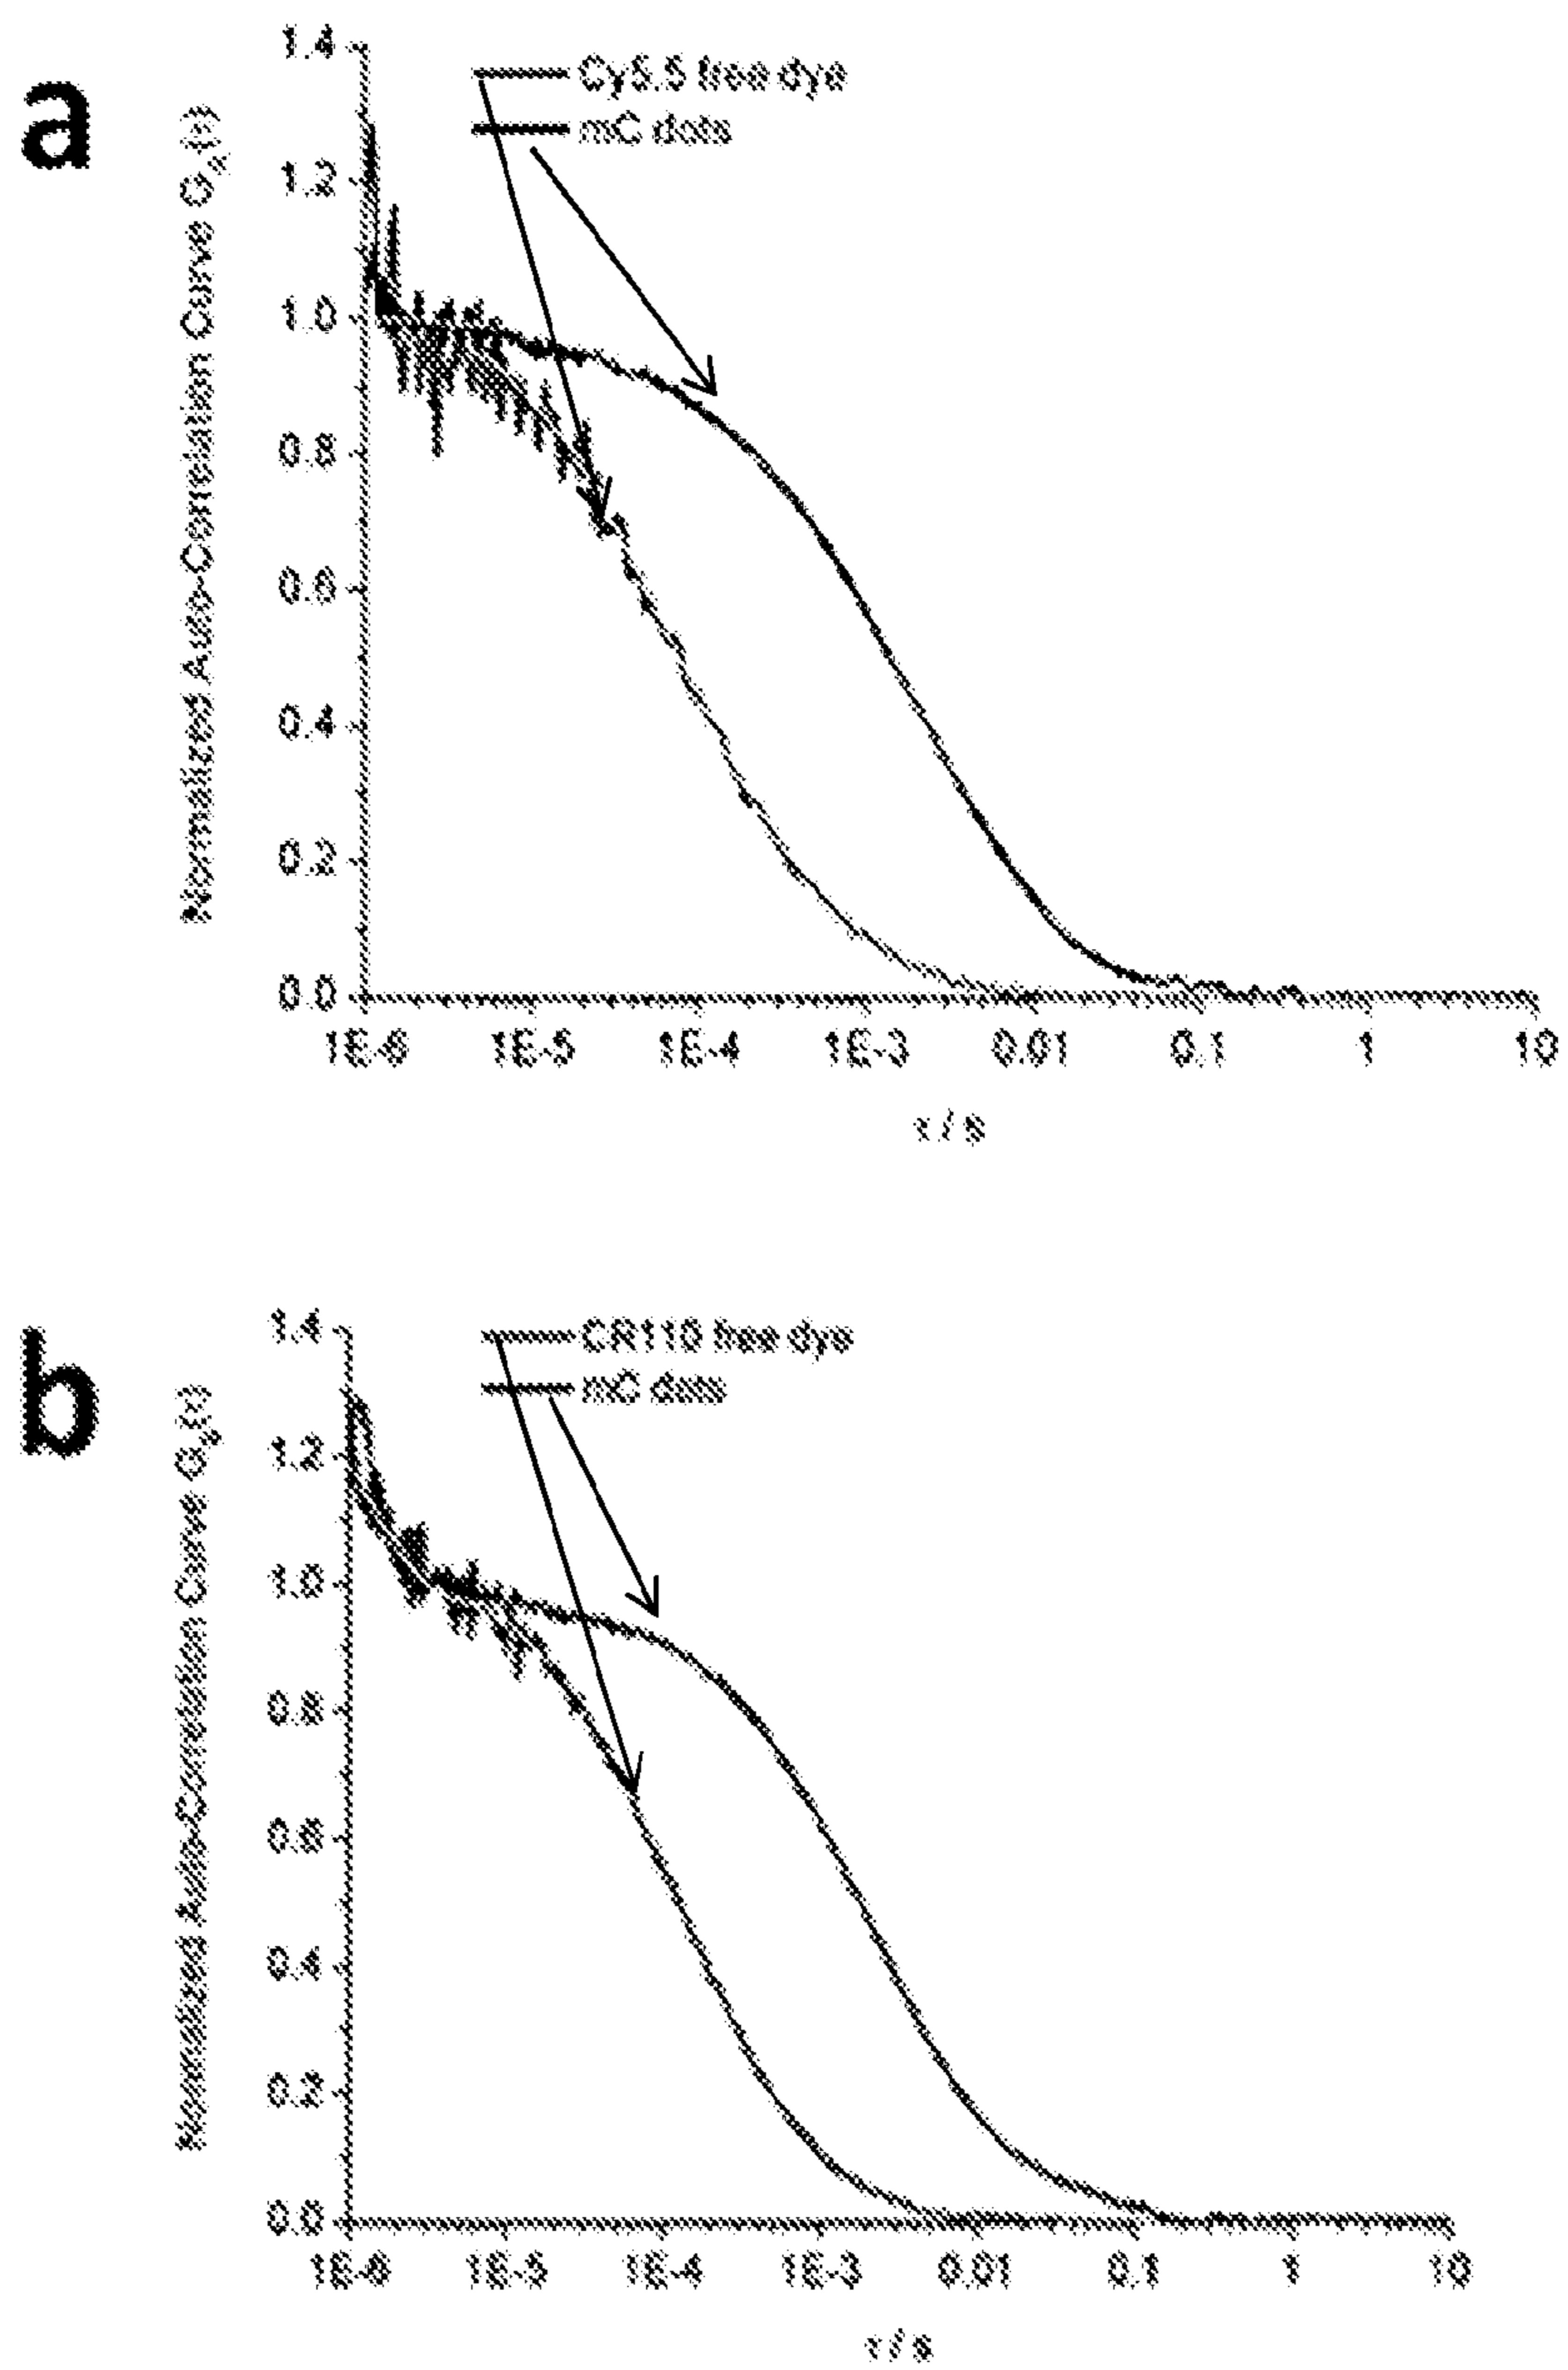 a
Cy5.5 free dye
mC dots
Normalized Auto-Correlation Curve G
1.4
1.2
1.0
0.8
0.6
0.4
0.2
0.0
1E-6 1E-5 1E-4 1E-3 0.01 0.1 1 10
τ / s
b
CR110 free dye
mC dots
Normalized Auto-Correlation Curve G
1.4
1.2
1.0
0.8
0.6
0.4
0.2
0.0
1E-6 1E-5 1E-4 1E-3 0.01 0.1 1 10
τ / s